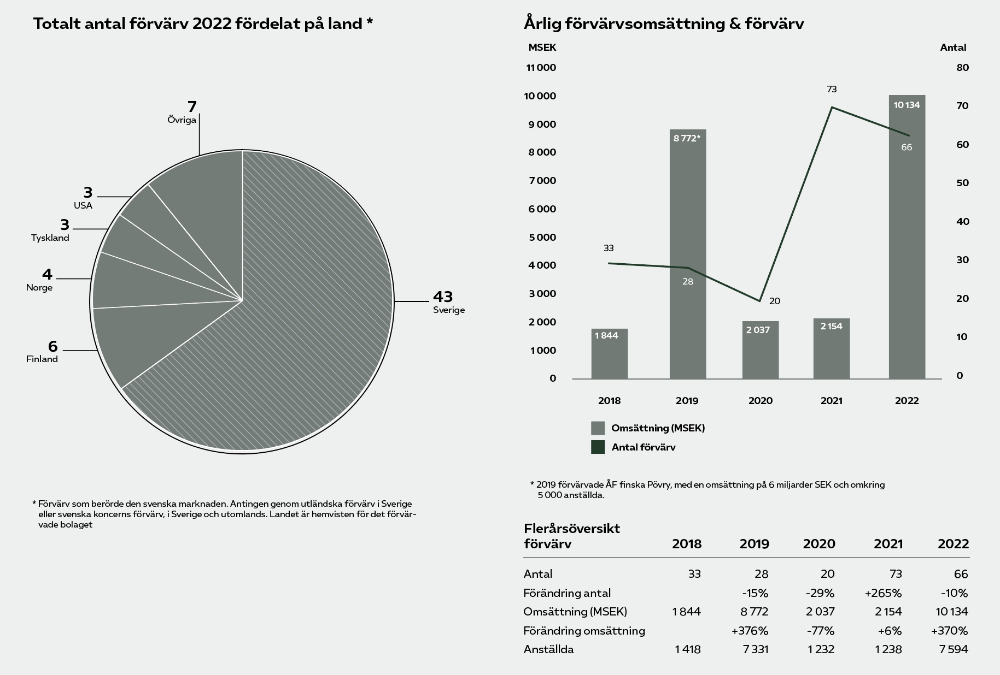 Totalt antal förvärv 2022 fördelat på land *
7
Övriga
3
USA
3
Tyskland
4
Norge
6
Finland
43
Sverige
* Förvärv som berörde den svenska marknaden. Antingen genom utländska förvärv i Sverige
eller svenska koncerns förvärv, i Sverige och utomlands. Landet är hemvisten för det förvär-
vade bolaget
Årlig förvärvsomsättning & förvärv
MSEK
Antal
11 000
10 000
9 000
8 000
7 000
6 000
5 000
4 000
3 000
2 000
1 000
0
80
70
60
50
40
30
20
10
0
33
28
20
73
66
1 844
8 772*
2 037
2 154
10 134
2018 2019 2020 2021 2022
Omsättning (MSEK)
Antal förvärv
* 2019 förvärvade ÅF finska Pövry, med en omsättning på 6 miljarder SEK och omkring
5 000 anställda.
Flerårsöversikt
förvärv 2018 2019 2020 2021 2022
Antal 33 28 20 73 66
Förändring antal -15% -29% +265% -10%
Omsättning (MSEK) 1 844 8 772 2 037 2 154 10 134
Förändring omsättning +376% -77% +6% +370%
Anställda 1 418 7 331 1 232 1 238 7 594